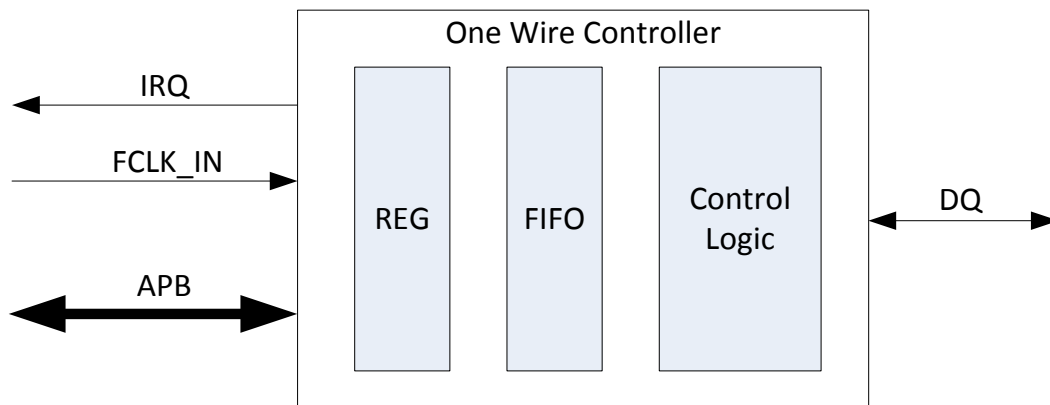 One Wire Controller
IRQ
FCLK_IN
APB
REG
FIFO
Control
Logic
DQ